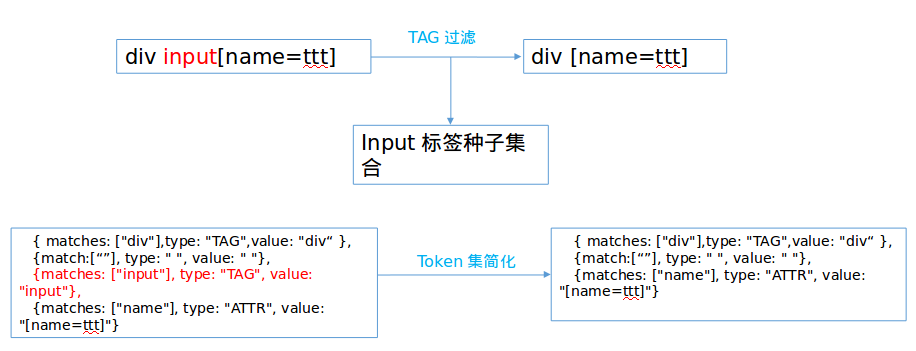 TAG 过滤
div input[name=ttt]
div [name=ttt]
Input 标签种子集
合
{ matches: ["div"],type: "TAG",value: "div“ },
{match:[“”], type: " ", value: " "},
{matches: ["input"], type: "TAG", value:
"input"},
{matches: ["name"], type: "ATTR", value:
"[name=ttt]"}
Token 集简化
{ matches: ["div"],type: "TAG",value: "div“ },
{match:[“”], type: " ", value: " "},
{matches: ["name"], type: "ATTR", value:
"[name=ttt]"}